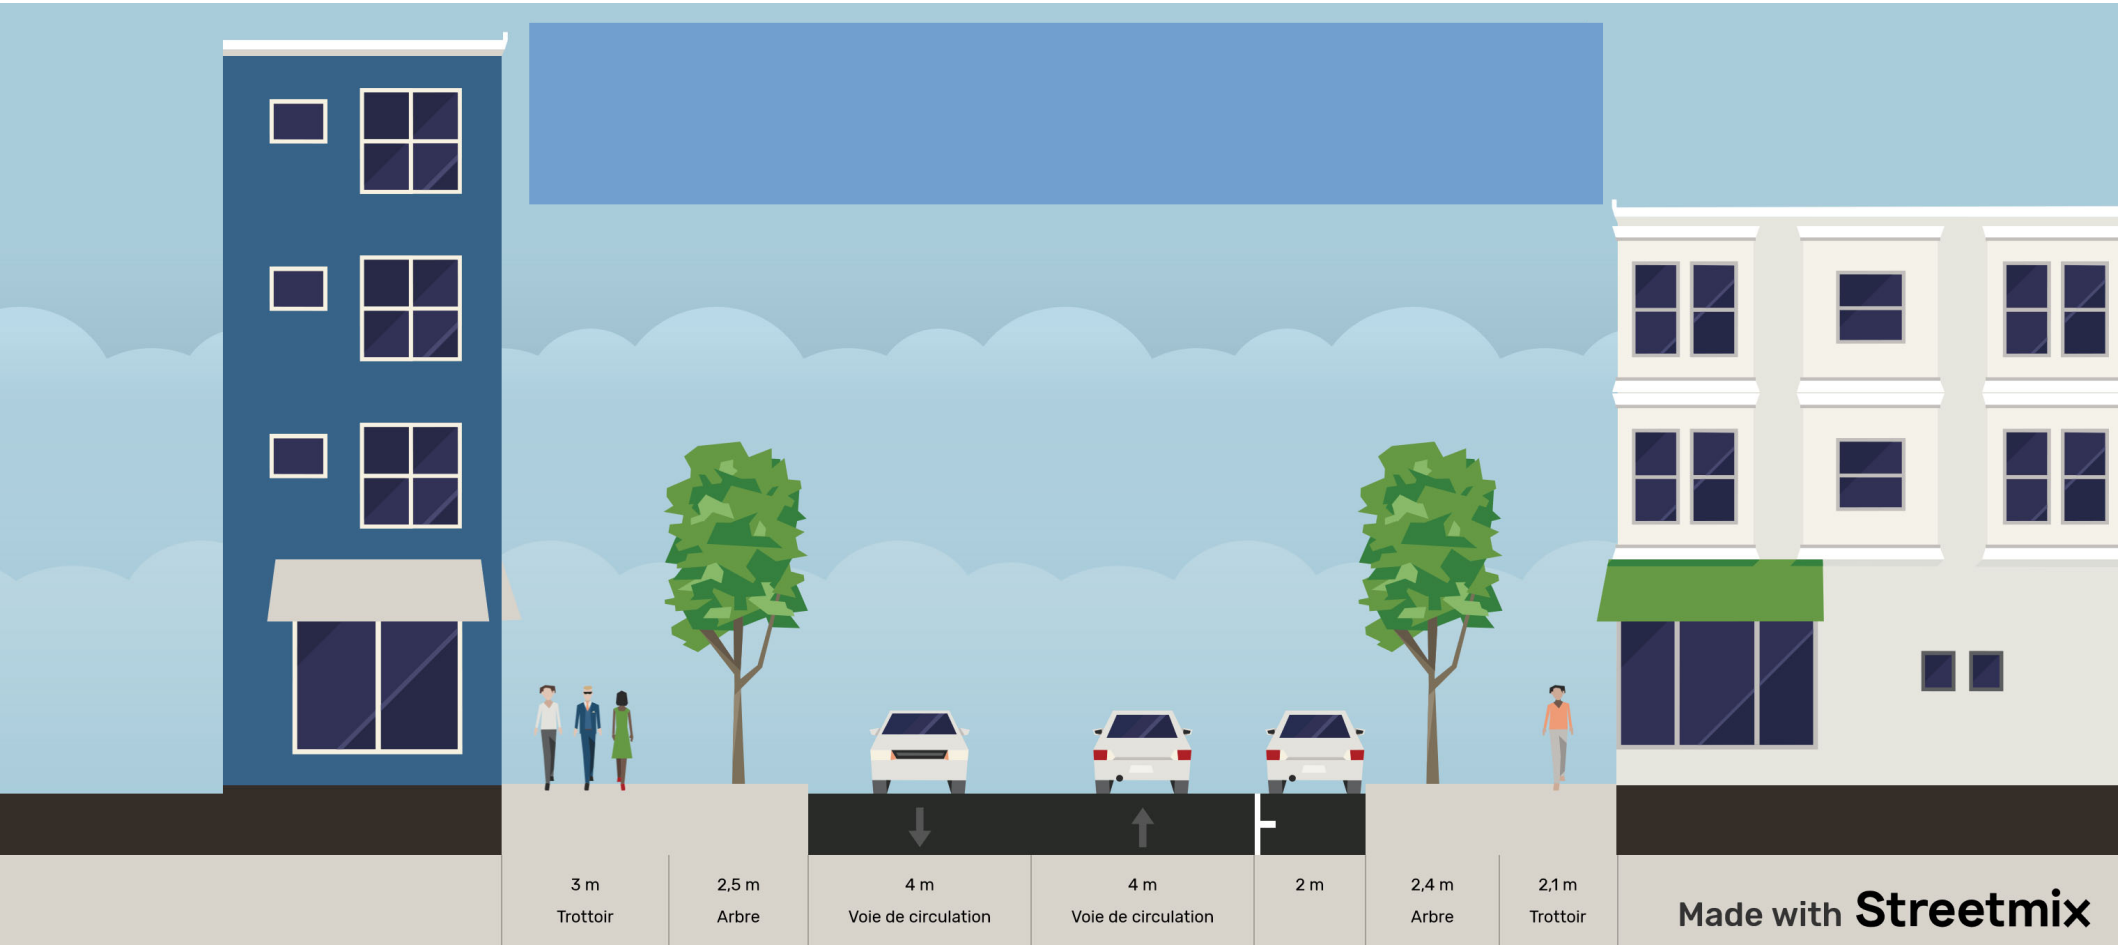 3 m
Trottoir
2,5 m
Arbre
4 m
Voie de circulation
4 m
Voie de circulation
2 m
2,4 m
Arbre
2,1 m
Trottoir
Made with Streetmix